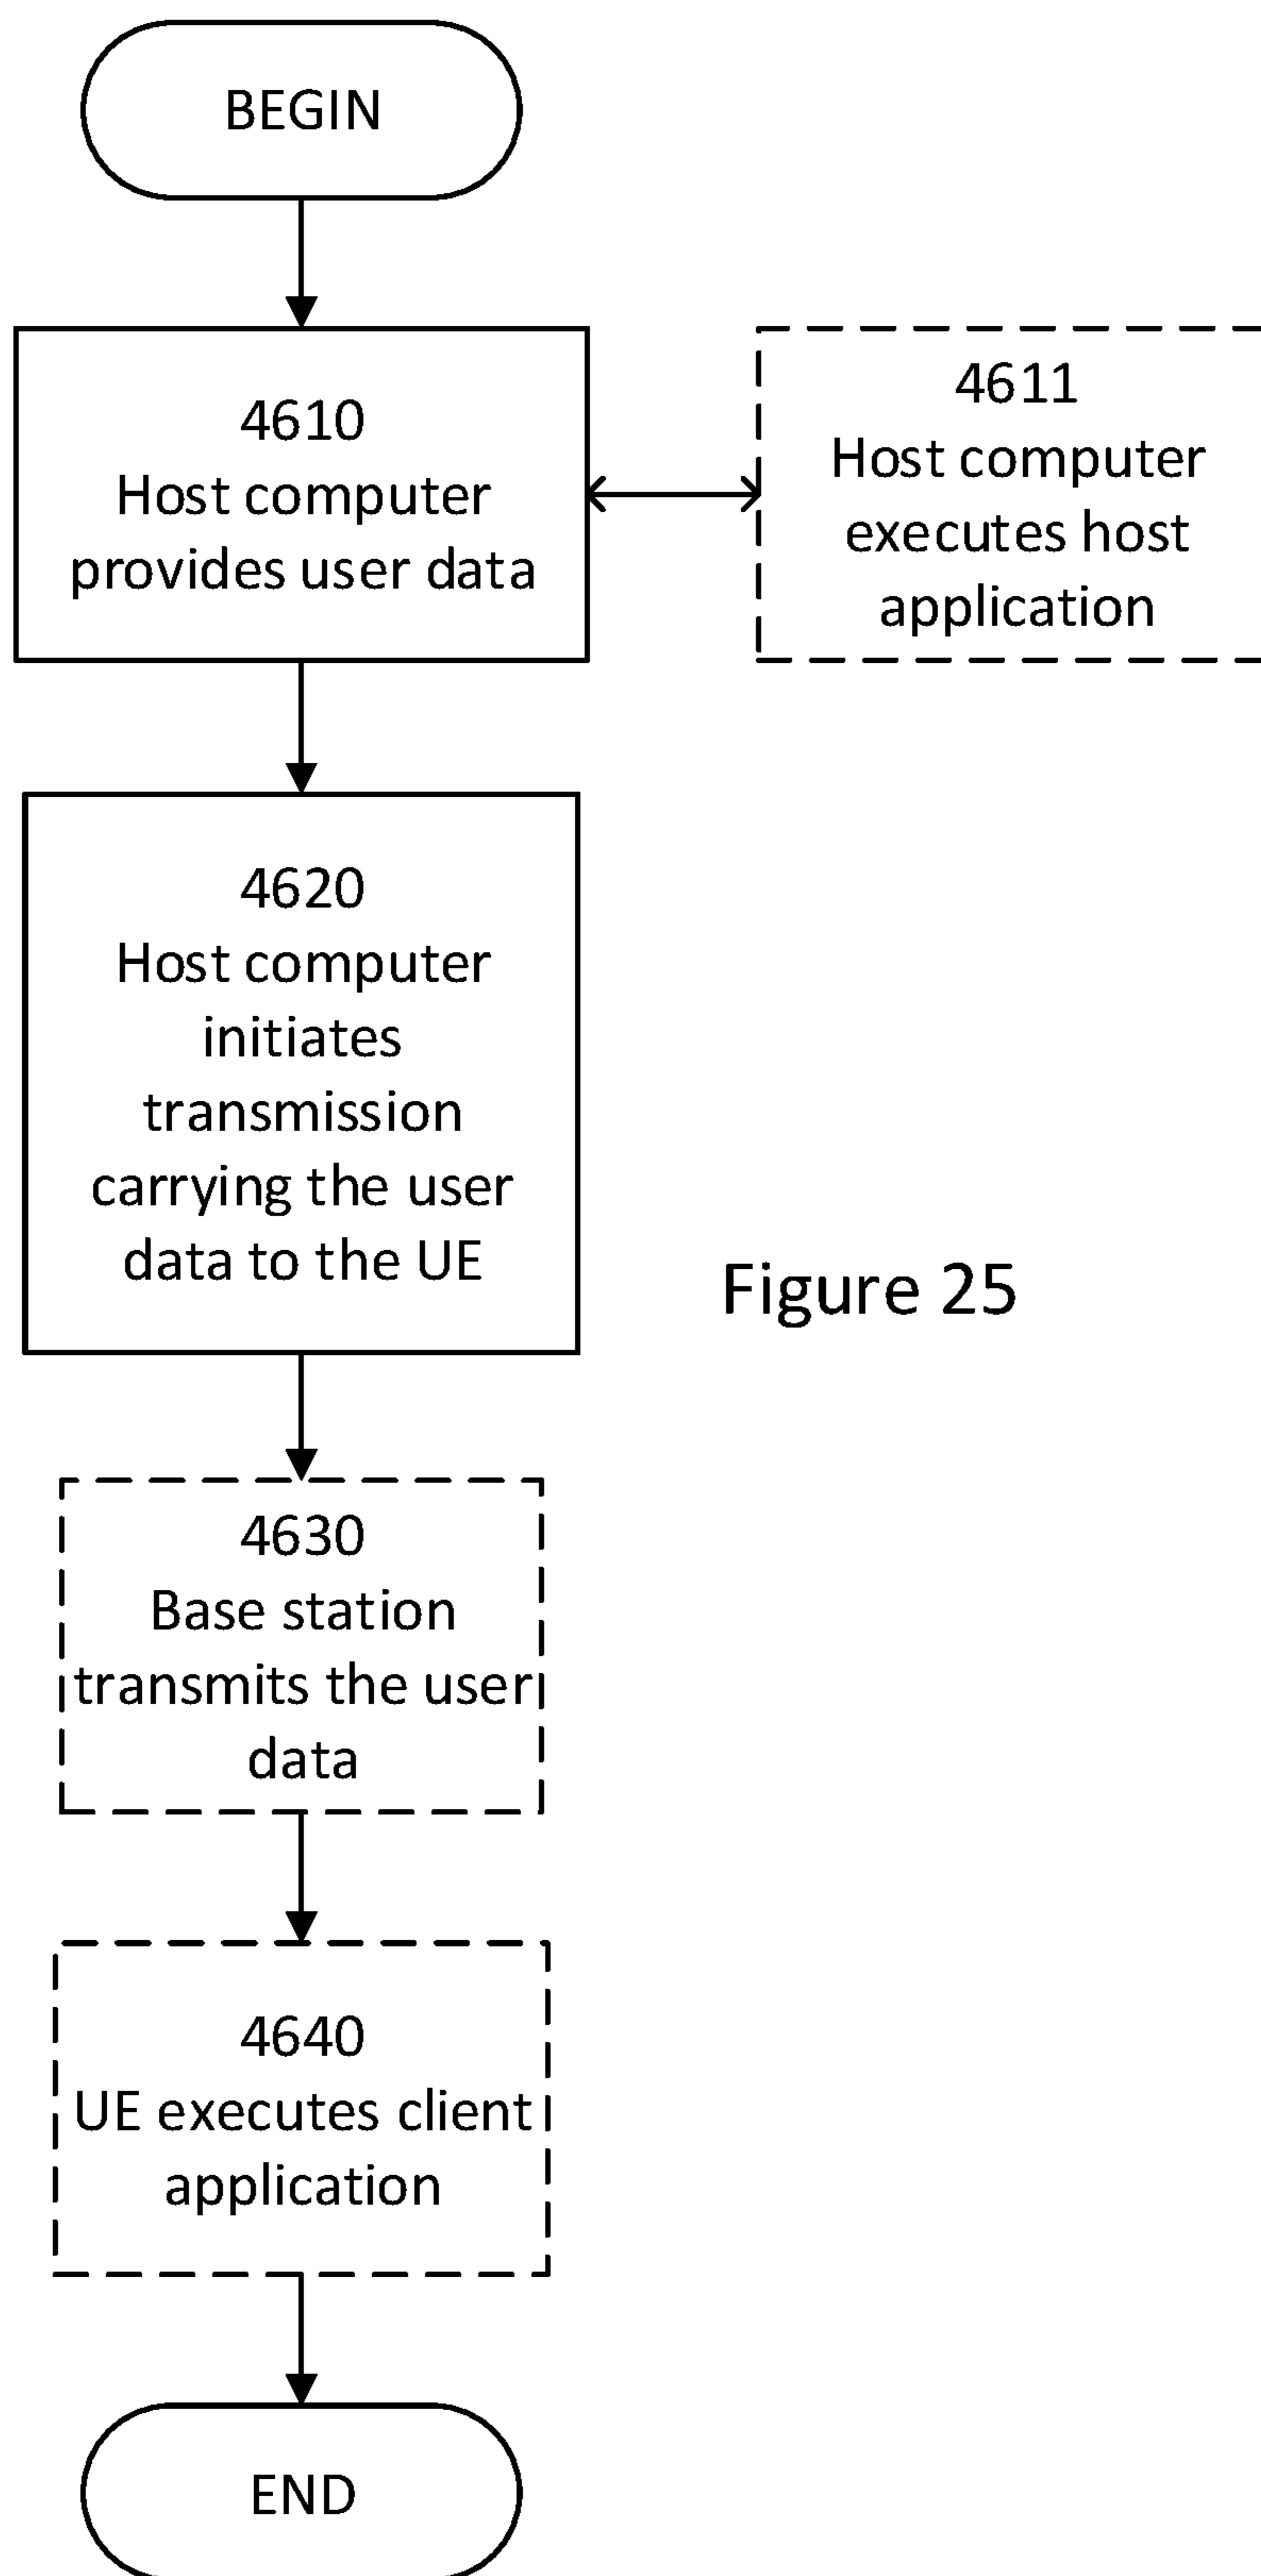 BEGIN
4610
Host computer
provides user data
4611
Host computer
executes host
application
4620
Host computer
initiates
transmission
carrying the user
data to the UE
Figure 25
4630
Base station
transmits the user
data
4640
UE executes client
application
END